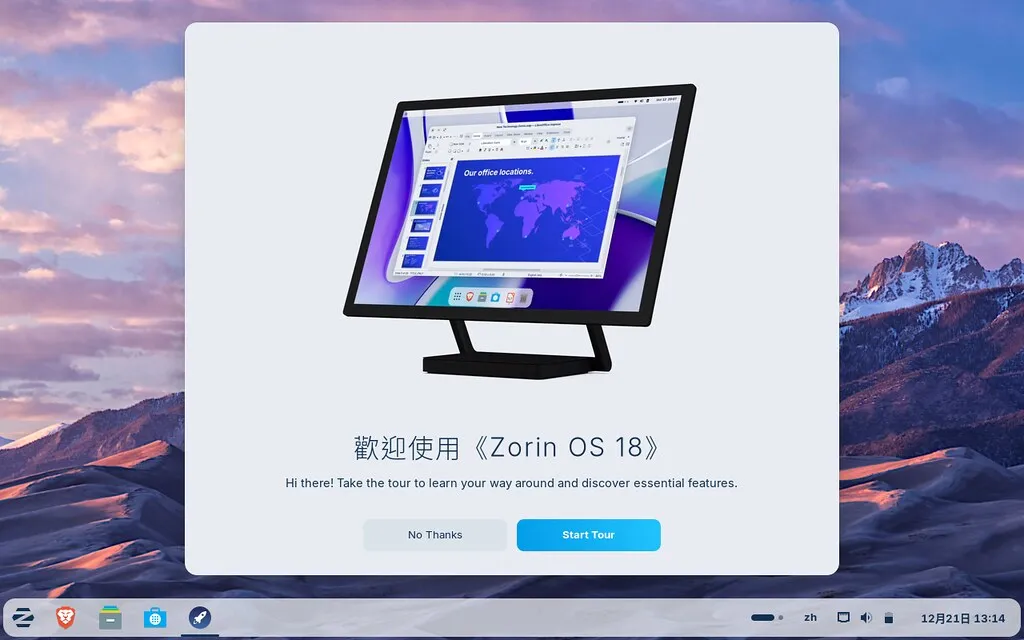 Our office locations.
歡迎使用《Zorin OS 18》
Hi there! Take the tour to learn your way around and discover essential features.
No Thanks
Start Tour
zh
12月21日 13:14